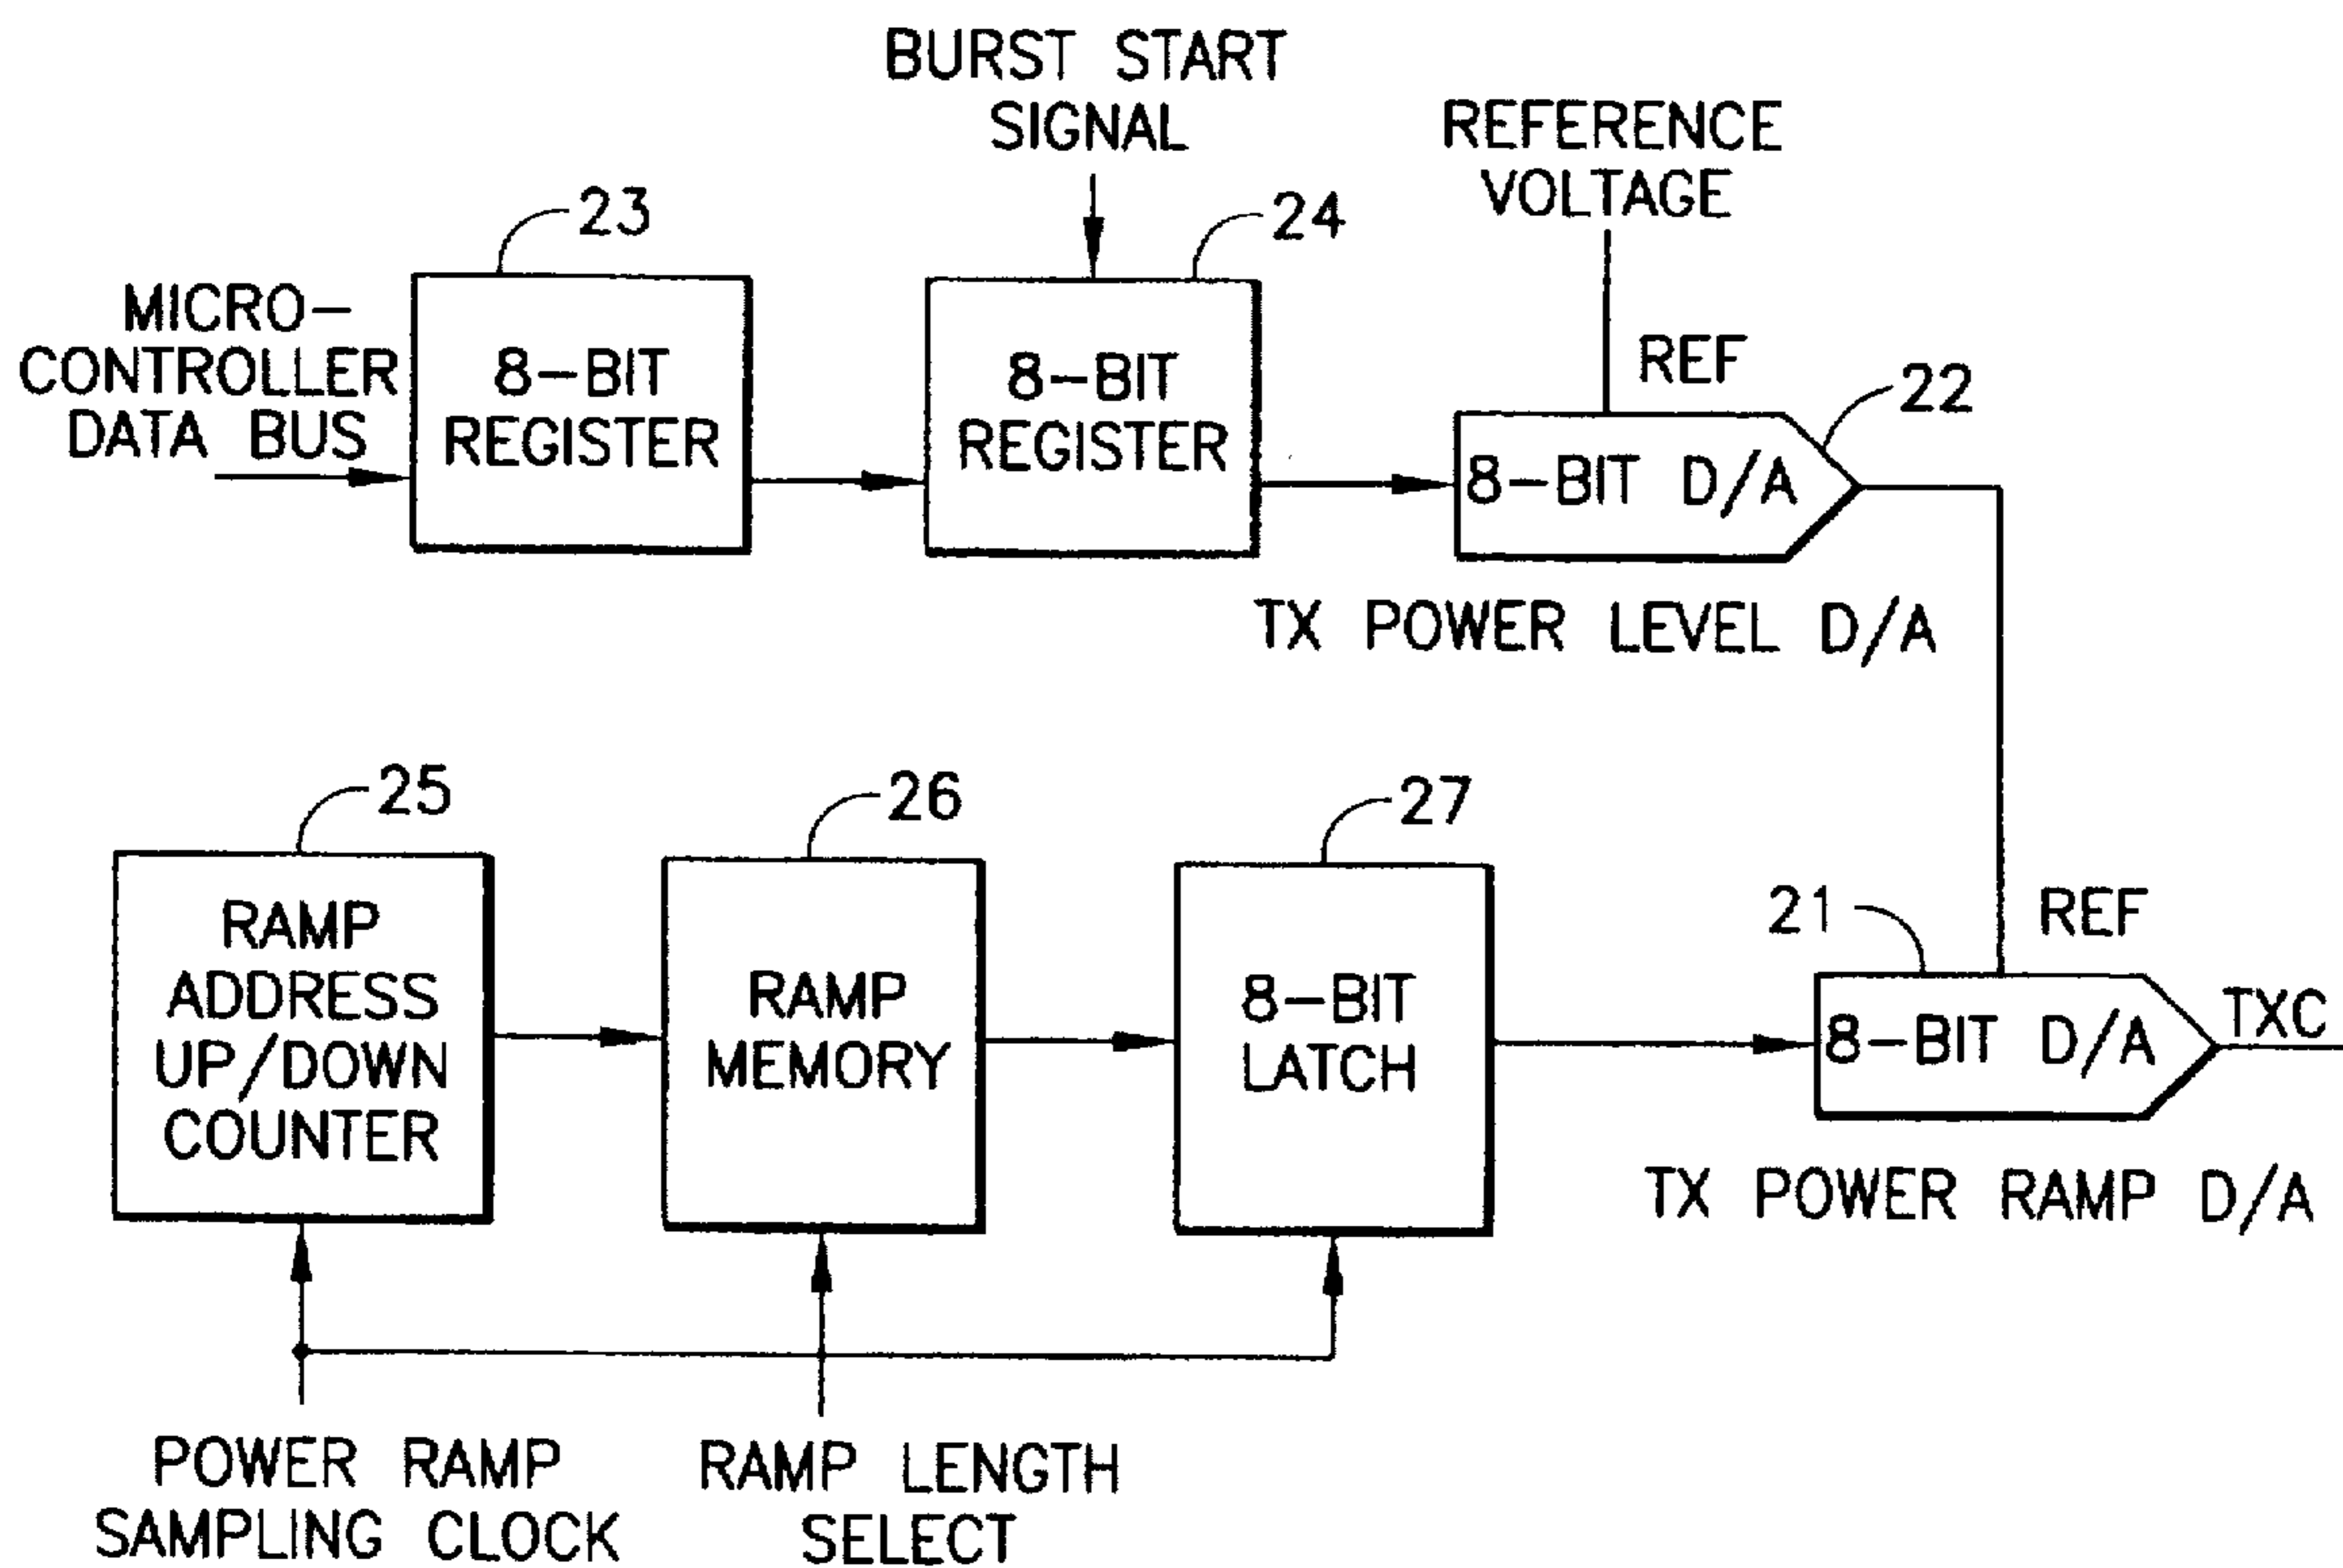 BURST START
SIGNAL
REFERENCE
VOLTAGE
23
24
MICRO-
CONTROLLER
DATA BUS
8-BIT
REGISTER
8-BIT
REGISTER
REF
22
8-BIT D/A
TX POWER LEVEL D/A
25
26
27
21
REF
RAMP
ADDRESS
UP/DOWN
COUNTER
RAMP
MEMORY
8-BIT
LATCH
8-BIT D/A
TXC
TX POWER RAMP D/A
POWER RAMP
SAMPLING CLOCK
RAMP LENGTH
SELECT